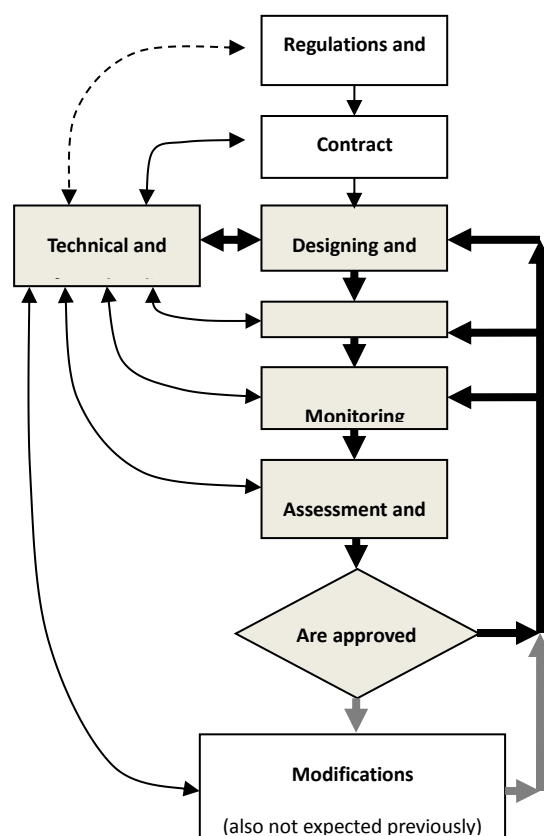 Regulations and
Contract
Technical and
Designing and
Monitoring
Assessment and
Are approved
Modifications
(also not expected previously)